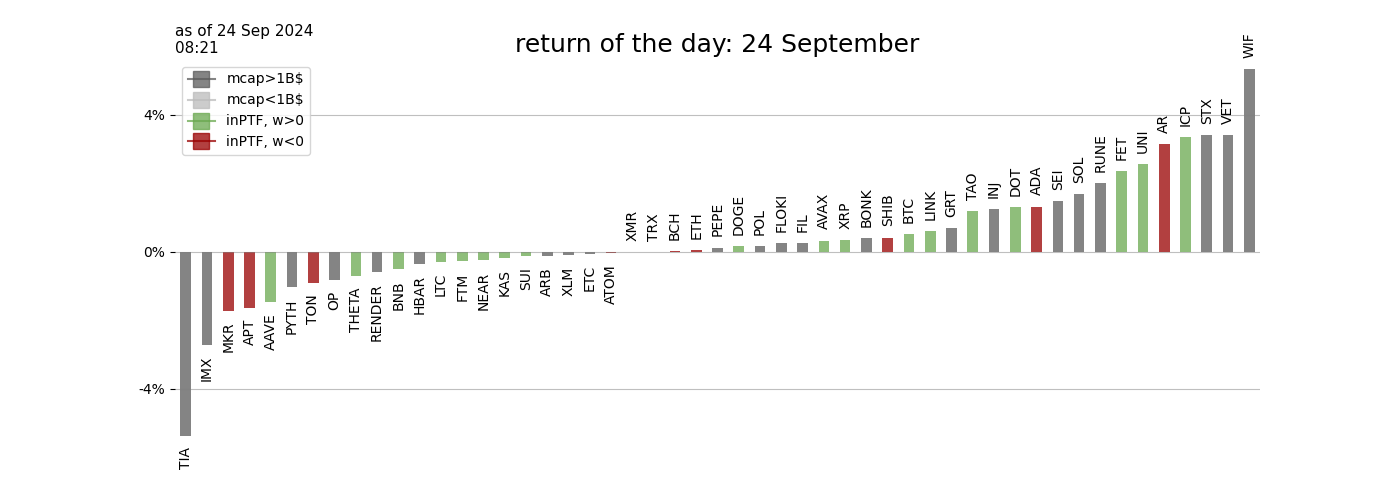 as of 24 Sep 2024
08:21
return of the day: 24 September
mcap>1B$
mcap<1B$
inPTF, w>0
inPTF, w<0
4%
0%
-4%
TIA
IMX
MKR
APT
AAVE
PYTH
TON
OP
THETA
RENDER
BNB
HBAR
LTC
FTM
NEAR
KAS
SUI
ARB
XLM
ETC
ATOM
XMR
TRX
BCH
ETH
PEPE
DOGE
POL
FLOKI
FIL
AVAX
XRP
BONK
SHIB
BTC
LINK
GRT
TAO
INJ
DOT
ADA
SEI
SOL
RUNE
FET
UNI
AR
ICP
STX
VET
WIF